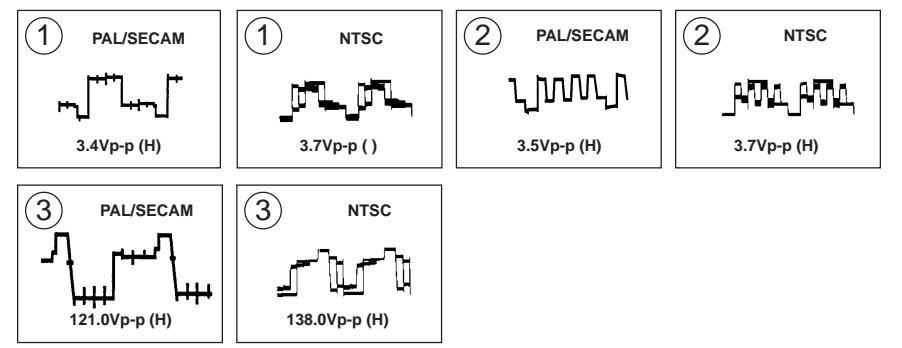 1 PAL/SECAM
3.4Vp-p (H)
1 NTSC
3.7Vp-p ( )
2 PAL/SECAM
3.5Vp-p (H)
2 NTSC
3.7Vp-p (H)
3 PAL/SECAM
121.0Vp-p (H)
3 NTSC
138.0Vp-p (H)